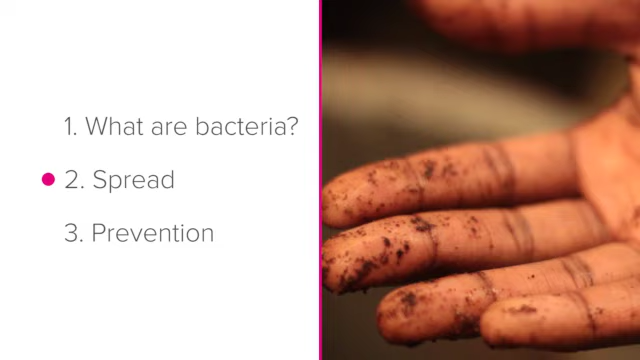 1. What are bacteria?
2. Spread
3. Prevention